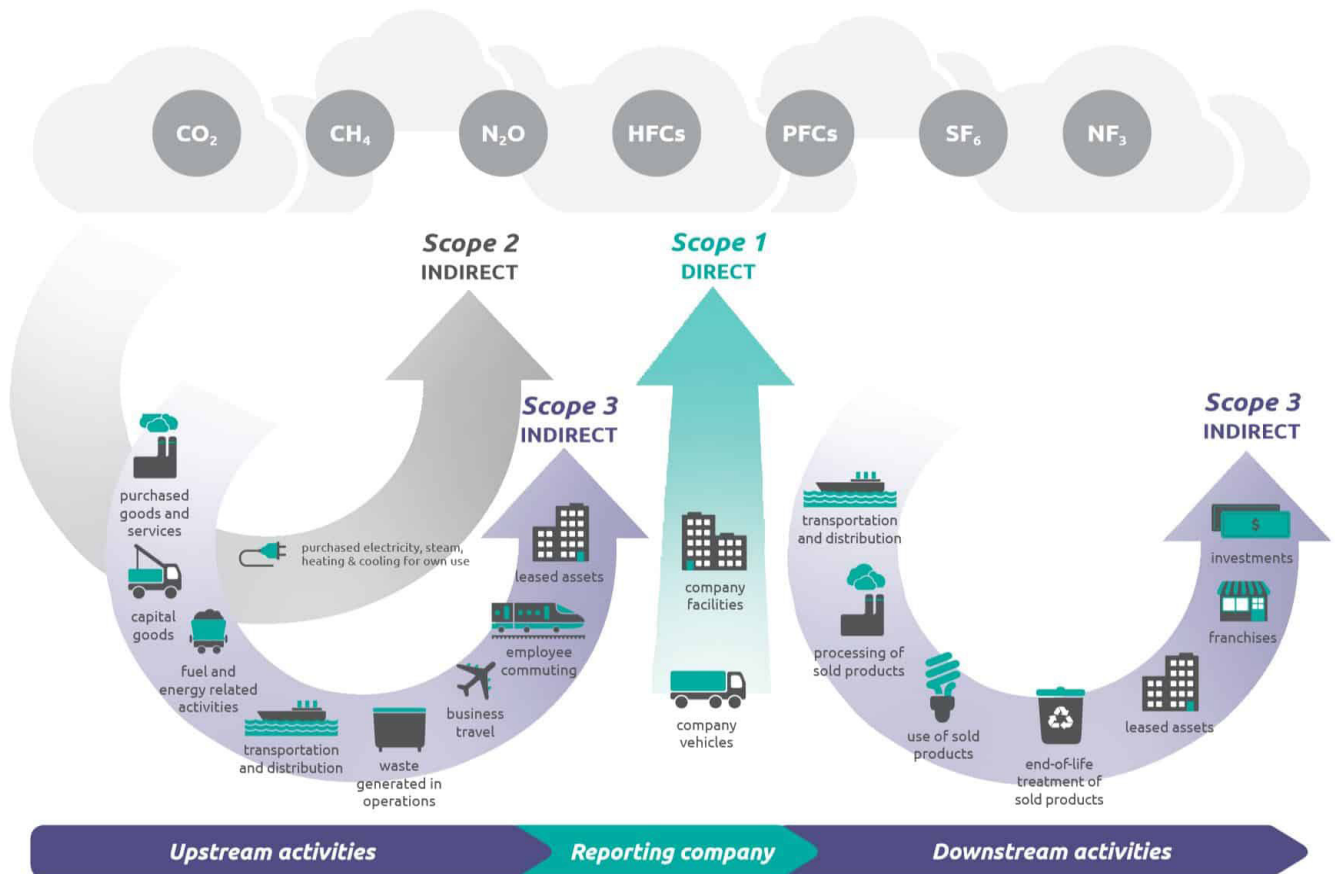 CO₂
CH₄
N₂O
HFCs
PFCs
SF₆
NF₃
Scope 2
INDIRECT
Scope 1
DIRECT
Scope 3
INDIRECT
Scope 3
INDIRECT
purchased
goods and
services
capital
goods
fuel and
energy related
activities
transportation
and distribution
waste
generated in
operations
business
travel
employee
commuting
leased assets
purchased electricity, steam,
heating & cooling for own use
company
facilities
company
vehicles
transportation
and distribution
processing of
sold products
use of sold
products
end-of-life
treatment of
sold products
leased assets
franchises
$
investments
Upstream activities
Reporting company
Downstream activities